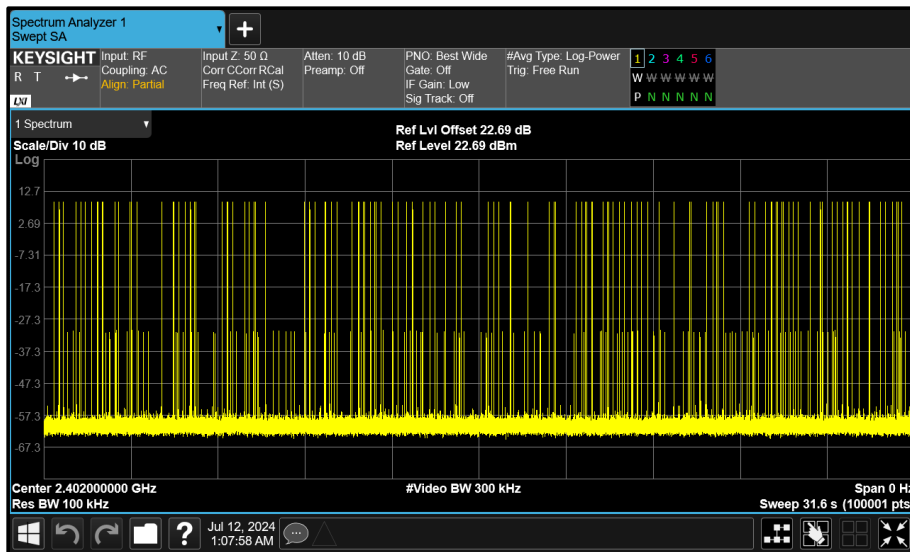 Spectrum Analyzer 1
Swept SA
KEYSIGHT
R T
LXI
Input: RF
Coupling: AC
Align: Partial
Input Z: 50 Ω
Corr CCorr RCal
Freq Ref: Int (S)
Atten: 10 dB
Preamp: Off
PNO: Best Wide
Gate: Off
IF Gain: Low
Sig Track: Off
#Avg Type: Log-Power
Trig: Free Run
1 2 3 4 5 6
W W W W W W
P N N N N N
1 Spectrum
Scale/Div 10 dB
Ref Lvl Offset 22.69 dB
Ref Level 22.69 dBm
Log
12.7
2.69
-7.31
-17.3
-27.3
-37.3
-47.3
-57.3
-67.3
Center 2.402000000 GHz
Res BW 100 kHz
#Video BW 300 kHz
Span 0 Hz
Sweep 31.6 s (100001 pts
Jul 12, 2024
1:07:58 AM